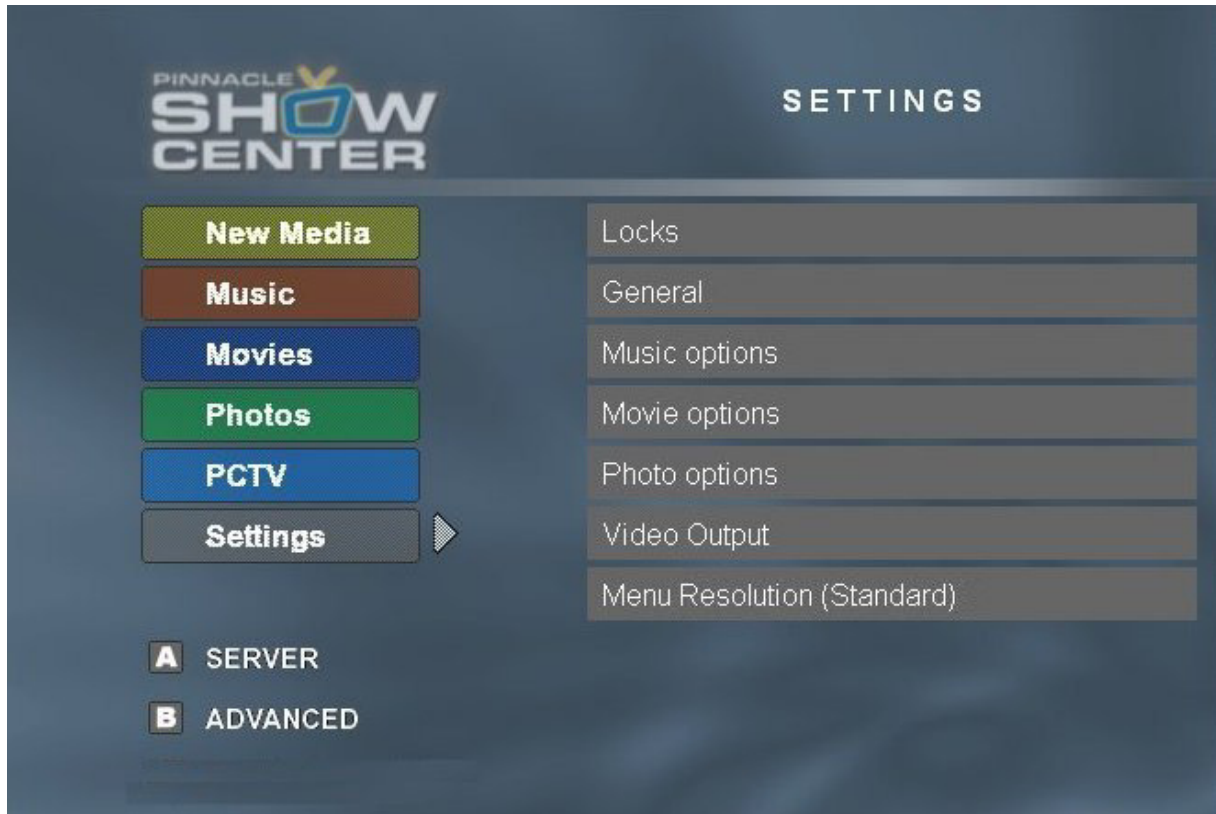 PINNACLE
SHOW
CENTER
SETTINGS
New Media
Music
Movies
Photos
PCTV
Settings
Locks
General
Music options
Movie options
Photo options
Video Output
Menu Resolution (Standard)
A SERVER
B ADVANCED